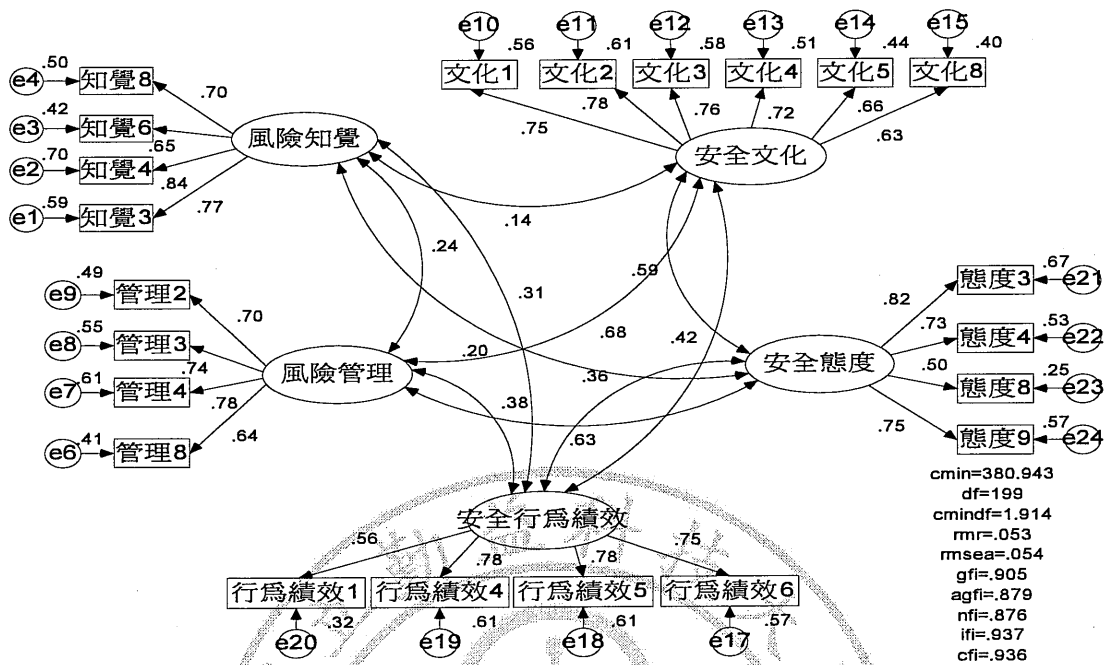 e10 e11 e12 e13 e14 e15
.56 .61 .58 .51 .44 .40
文化1 文化2 文化3 文化4 文化5 文化8
.75 .78 .76 .72 .66 .63
安全文化
.50
e4 知覺8
.42
e3 知覺6
.70
e2 知覺4
.59
e1 知覺3
.70
.65
.84
.77
風險知覺
.14
.24
.31
.59
.68
.20
.36
.42
.38
.63
.49
e9 管理2
.55
e8 管理3
.61
e7 管理4
.41
e6 管理8
.70
.74
.78
.64
風險管理
安全態度
.82
.73
.50
.75
態度3 .67 e21
態度4 .53 e22
態度8 .25 e23
態度9 .57 e24
安全行爲績效
.56 .78 .78 .75
行爲績效1 行爲績效4 行爲績效5 行爲績效6
.32 .61 .61 .57
e20 e19 e18 e17
cmin=380.943
df=199
cmindf=1.914
rmr=.053
rmsea=.054
gfi=.905
agfi=.879
nfi=.876
ifi=.937
cfi=.936